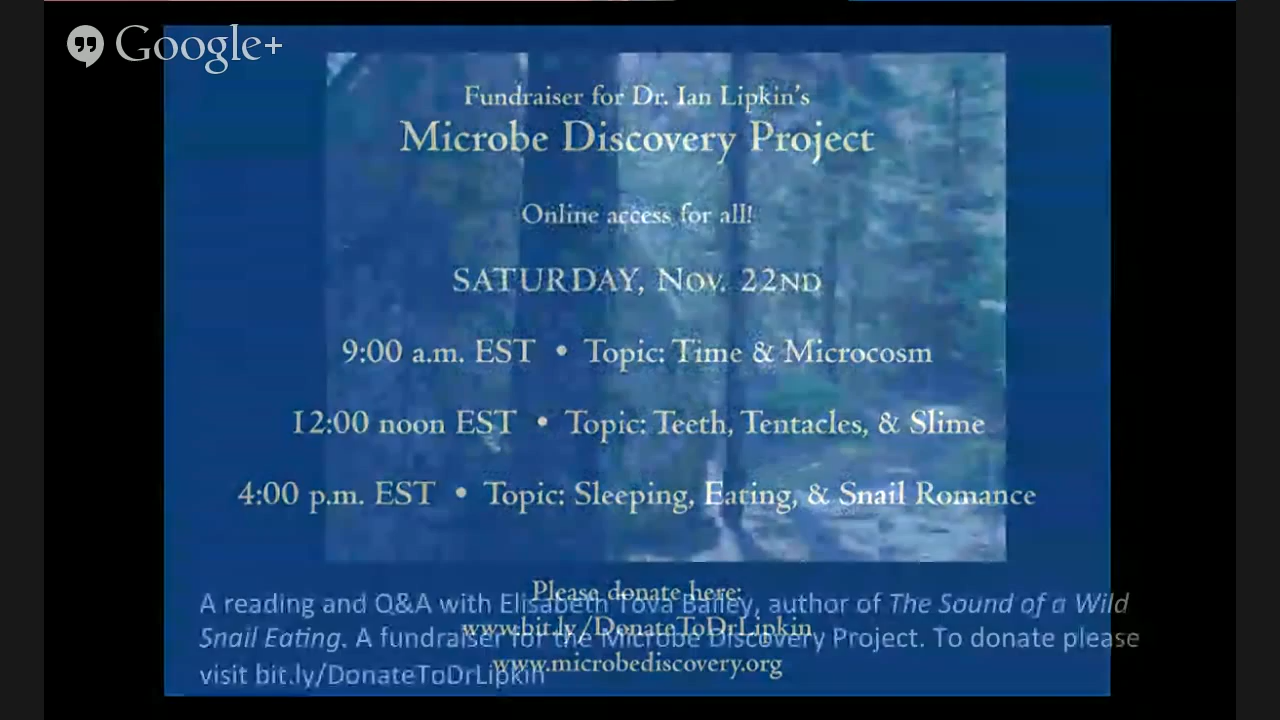 Google+
Fundraiser for Dr. Ian Lipkin's
Microbe Discovery Project
Online access for all!
SATURDAY, Nov. 22ND
9:00 a.m. EST • Topic: Time & Microcosm
12:00 noon EST • Topic: Teeth, Tentacles, & Slime
4:00 p.m. EST • Topic: Sleeping, Eating, & Snail Romance
Please donate here:
A reading and Q&A with Elisabeth Tova Bailey, author of The Sound of a Wild
www.bit.ly/DonateToDrLipkin
Snail Eating. A fundraiser for the Microbe Discovery Project. To donate please
www.microbediscovery.org
visit bit.ly/DonateToDrLipkin